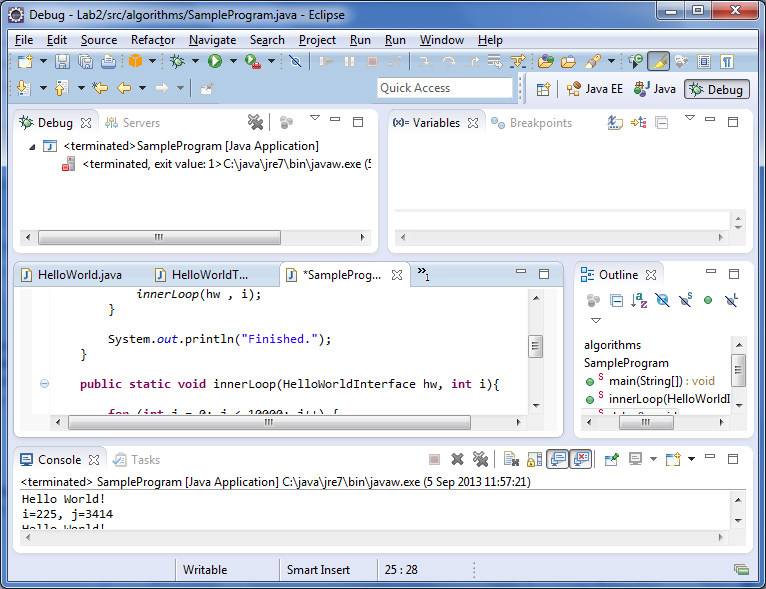 Debug - Lab2/src/algorithms/SampleProgram.java - Eclipse
File Edit Source Refactor Navigate Search Project Run Run Window Help
Quick Access
Java EE Java Debug
Debug Servers
<terminated>SampleProgram [Java Application]
<terminated, exit value: 1>C:\java\jre7\bin\javaw.exe (5
(x)= Variables Breakpoints
HelloWorld.java HelloWorldT... *SampleProg... »1
innerLoop(hw , i);
}
System.out.println("Finished.");
}
public static void innerLoop(HelloWorldInterface hw, int i){
for (int j = 0; j < 10000; j++) {
Outline
algorithms
SampleProgram
main(String[]) : void
innerLoop(HelloWorldI
Console Tasks
<terminated> SampleProgram [Java Application] C:\java\jre7\bin\javaw.exe (5 Sep 2013 11:57:21)
Hello World!
i=225, j=3414
Hello World!
Writable Smart Insert 25 : 28